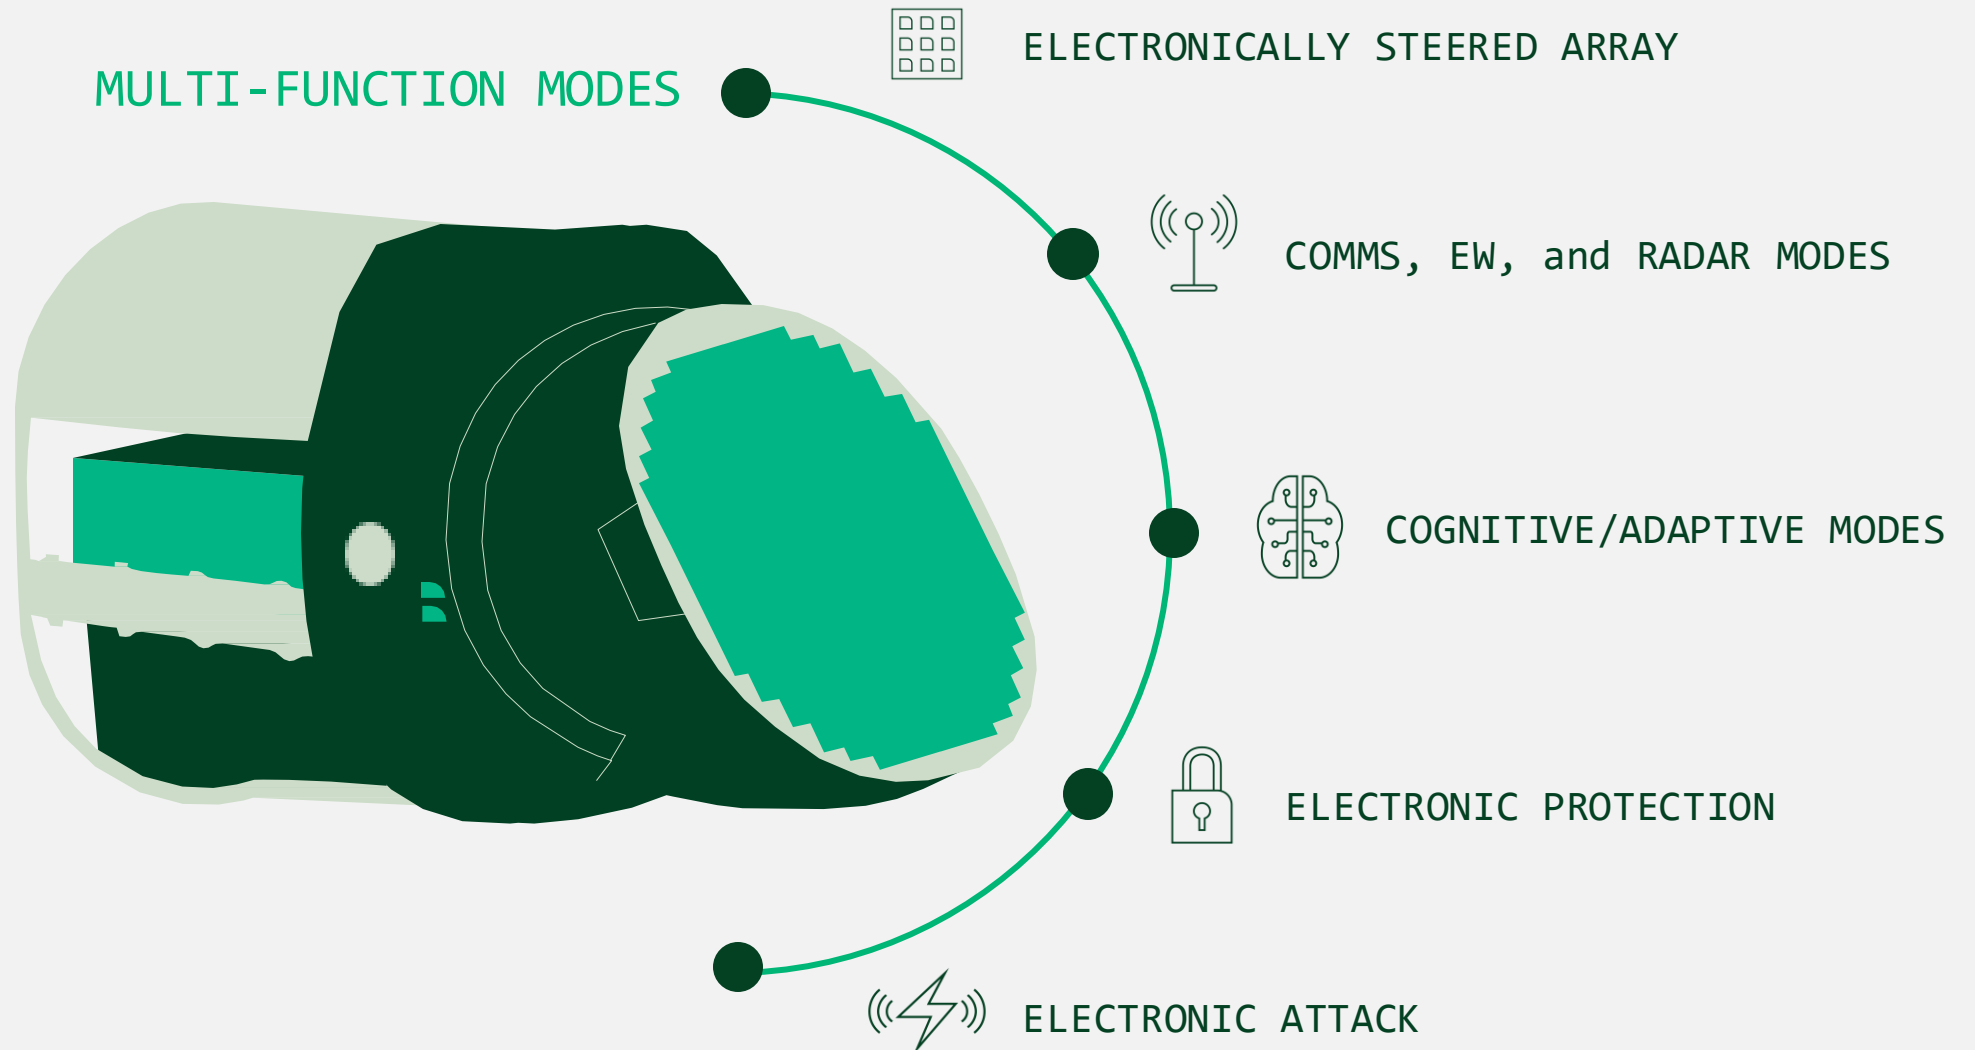 MULTI-FUNCTION MODES
ELECTRONICALLY STEERED ARRAY
COMMS, EW, and RADAR MODES
COGNITIVE/ADAPTIVE MODES
ELECTRONIC PROTECTION
ELECTRONIC ATTACK